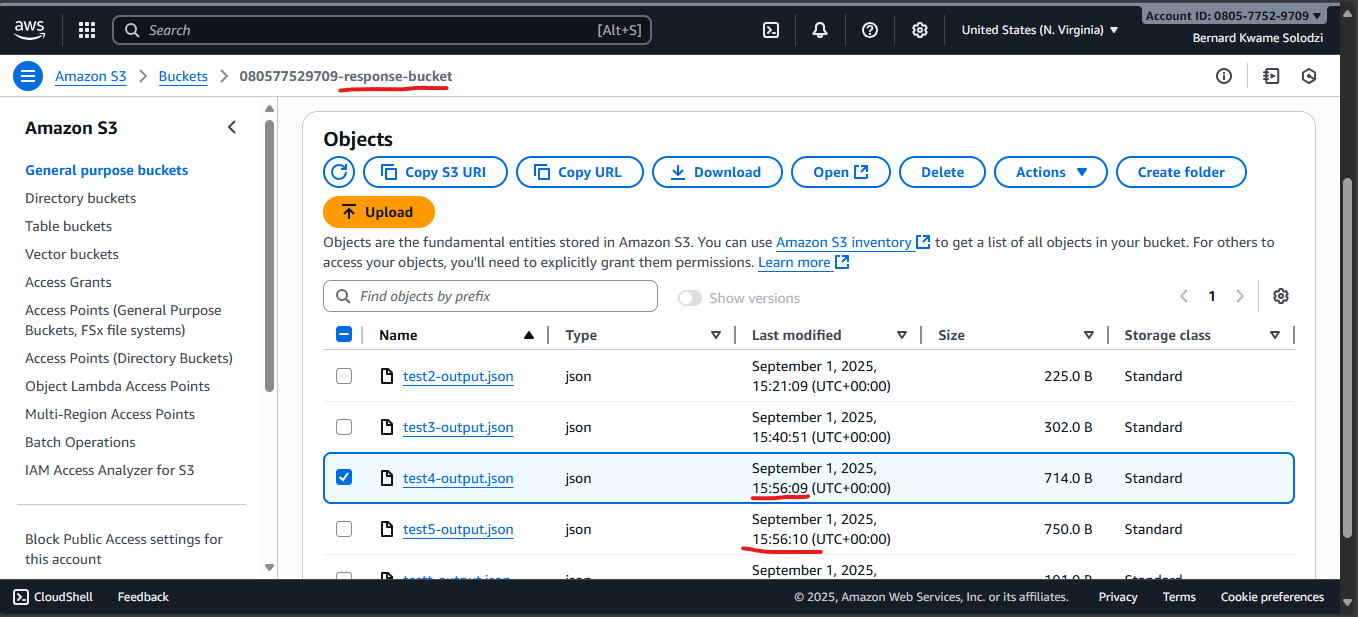 aws
Search
[Alt+S]
United States (N. Virginia)
Account ID: 0805-7752-9709
Bernard Kwame Solodzi
Amazon S3 > Buckets > 080577529709-response-bucket
Amazon S3
General purpose buckets
Directory buckets
Table buckets
Vector buckets
Access Grants
Access Points (General Purpose
Buckets, FSx file systems)
Access Points (Directory Buckets)
Object Lambda Access Points
Multi-Region Access Points
Batch Operations
IAM Access Analyzer for S3
Block Public Access settings for
this account
Objects
Copy S3 URI
Copy URL
Download
Open
Delete
Actions
Create folder
Upload
Objects are the fundamental entities stored in Amazon S3. You can use Amazon S3 inventory to get a list of all objects in your bucket. For others to
access your objects, you'll need to explicitly grant them permissions. Learn more
Find objects by prefix
Show versions
1
Name Type Last modified Size Storage class
test2-output.json json September 1, 2025, 225.0 B Standard
15:21:09 (UTC+00:00)
test3-output.json json September 1, 2025, 302.0 B Standard
15:40:51 (UTC+00:00)
test4-output.json json September 1, 2025, 714.0 B Standard
15:56:09 (UTC+00:00)
test5-output.json json September 1, 2025, 750.0 B Standard
15:56:10 (UTC+00:00)
September 1, 2025,
CloudShell
Feedback
© 2025, Amazon Web Services, Inc. or its affiliates.
Privacy
Terms
Cookie preferences